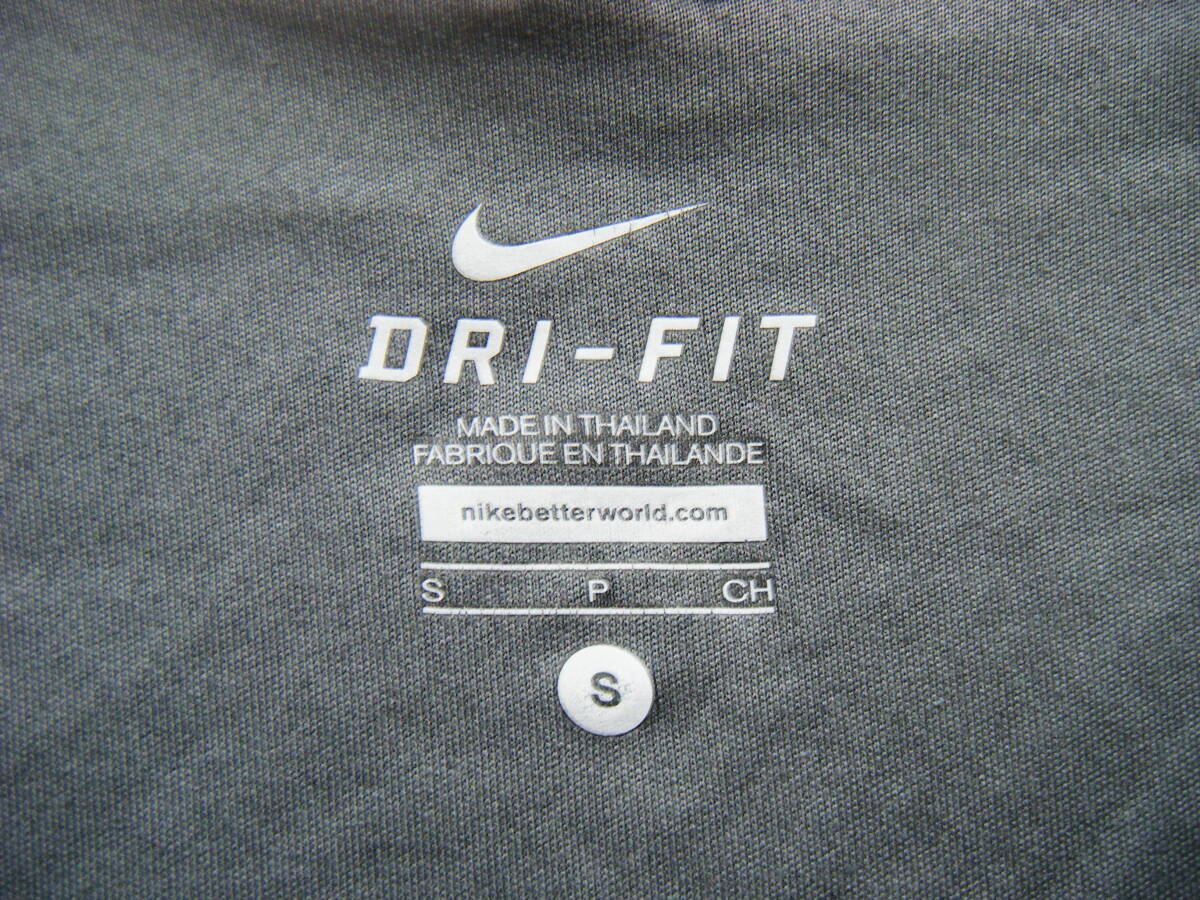 DRI-FIT
MADE IN THAILAND
FABRIQUE EN THAILANDE
nikebetterworld.com
S P CH
S